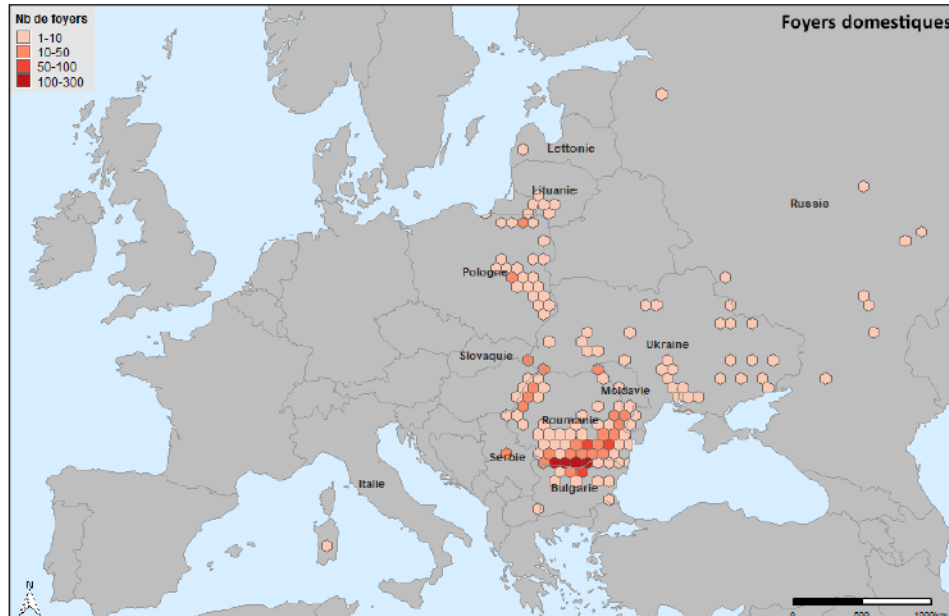 Nb de foyers
1-10
10-50
50-100
100-300
Foyers domestiques
Lettonie
Lituanie
Russie
Pologne
Slovaquie
Ukraine
Moldavie
Roumanie
Serbie
Bulgarie
Italie
N
0 500 1000km